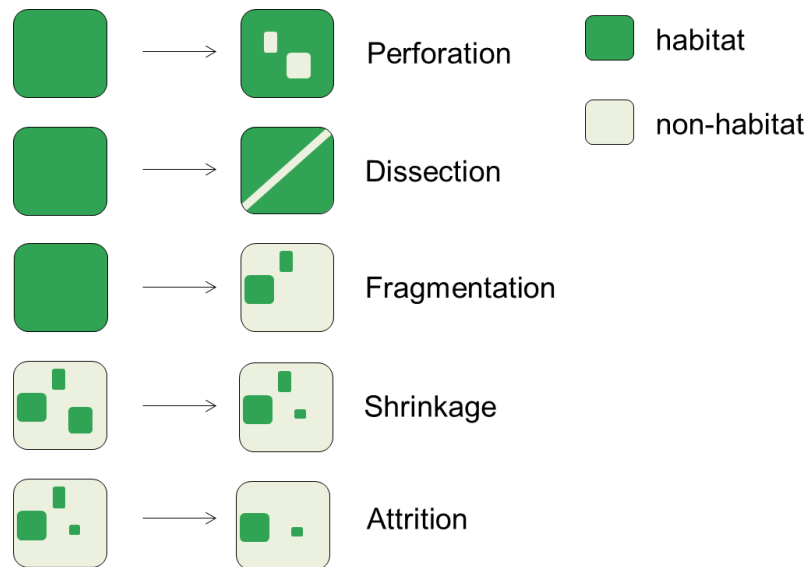 Perforation
habitat
non-habitat
Dissection
Fragmentation
Shrinkage
Attrition